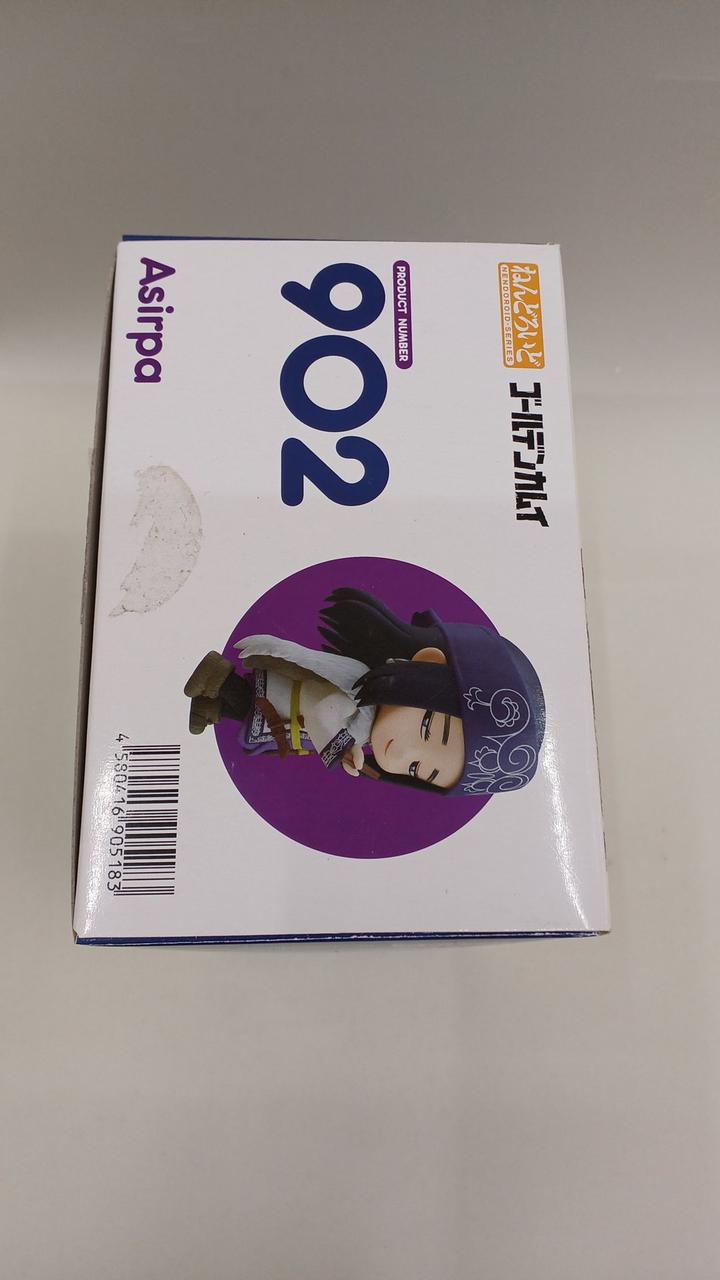 ねんどろいど
NENDOROID・SERIES
ゴールデンカムイ
PRODUCT NUMBER
902
Asirpa
4 580416 905183